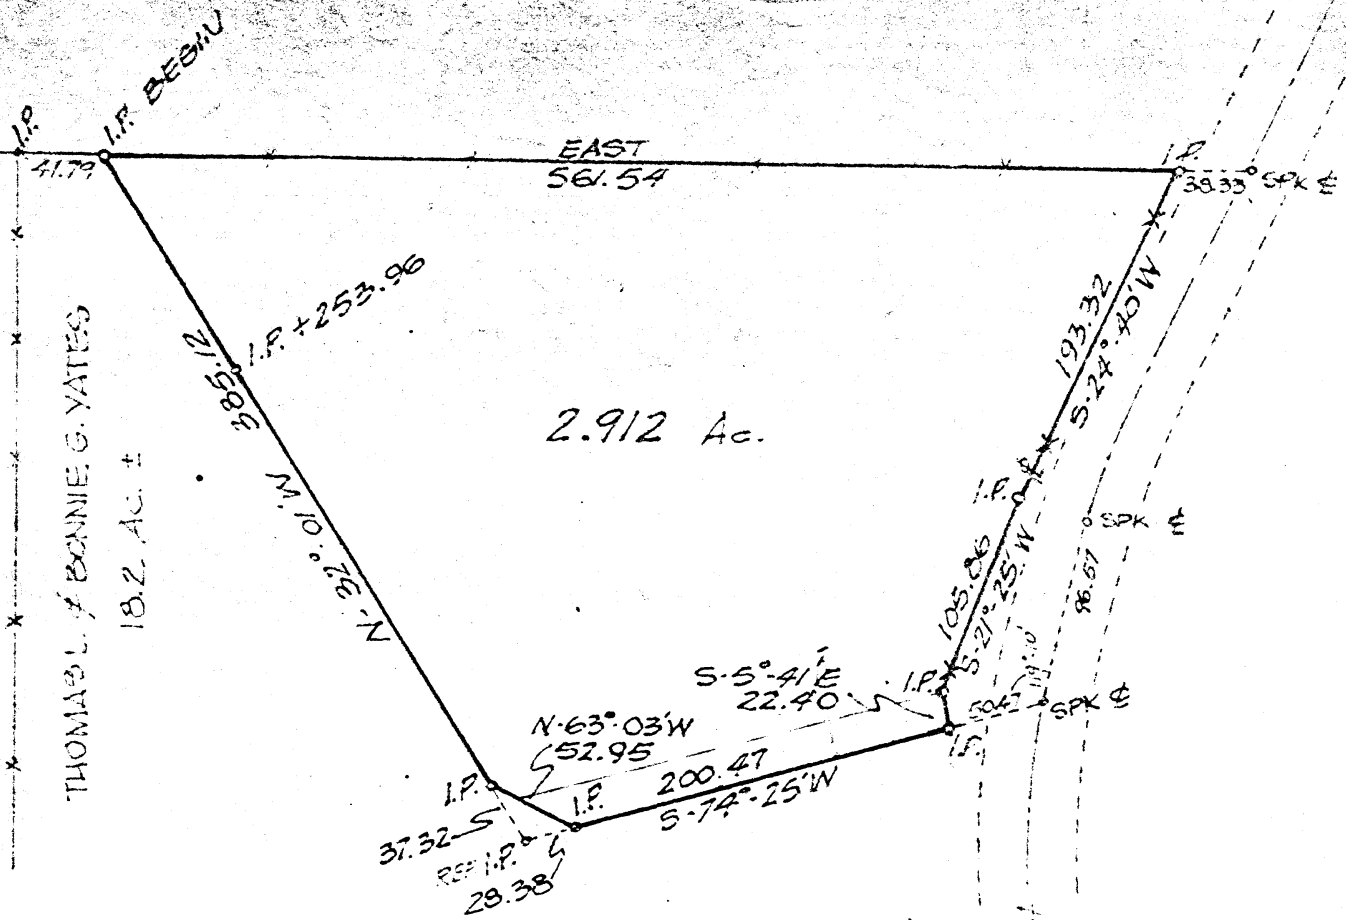 I.P.
I.P. BEGIN
41.79
EAST
561.54
I.P.
38.33
SPK ℄
I.P. + 253.96
385.12
N. 32° 01' W.
THOMAS L. & BONNIE G. YATES
18.2 Ac. ±
2.912 Ac.
193.32
S-24°-40'W
I.P.
SPK ℄
105.86
S-21°-25'W
96.57
S-5°-41'E
22.40
I.P.
50.47
SPK ℄
N-63°-03'W
52.95
200.47
S-74°-25'W
I.P.
I.P.
37.32
REF I.P.
28.38